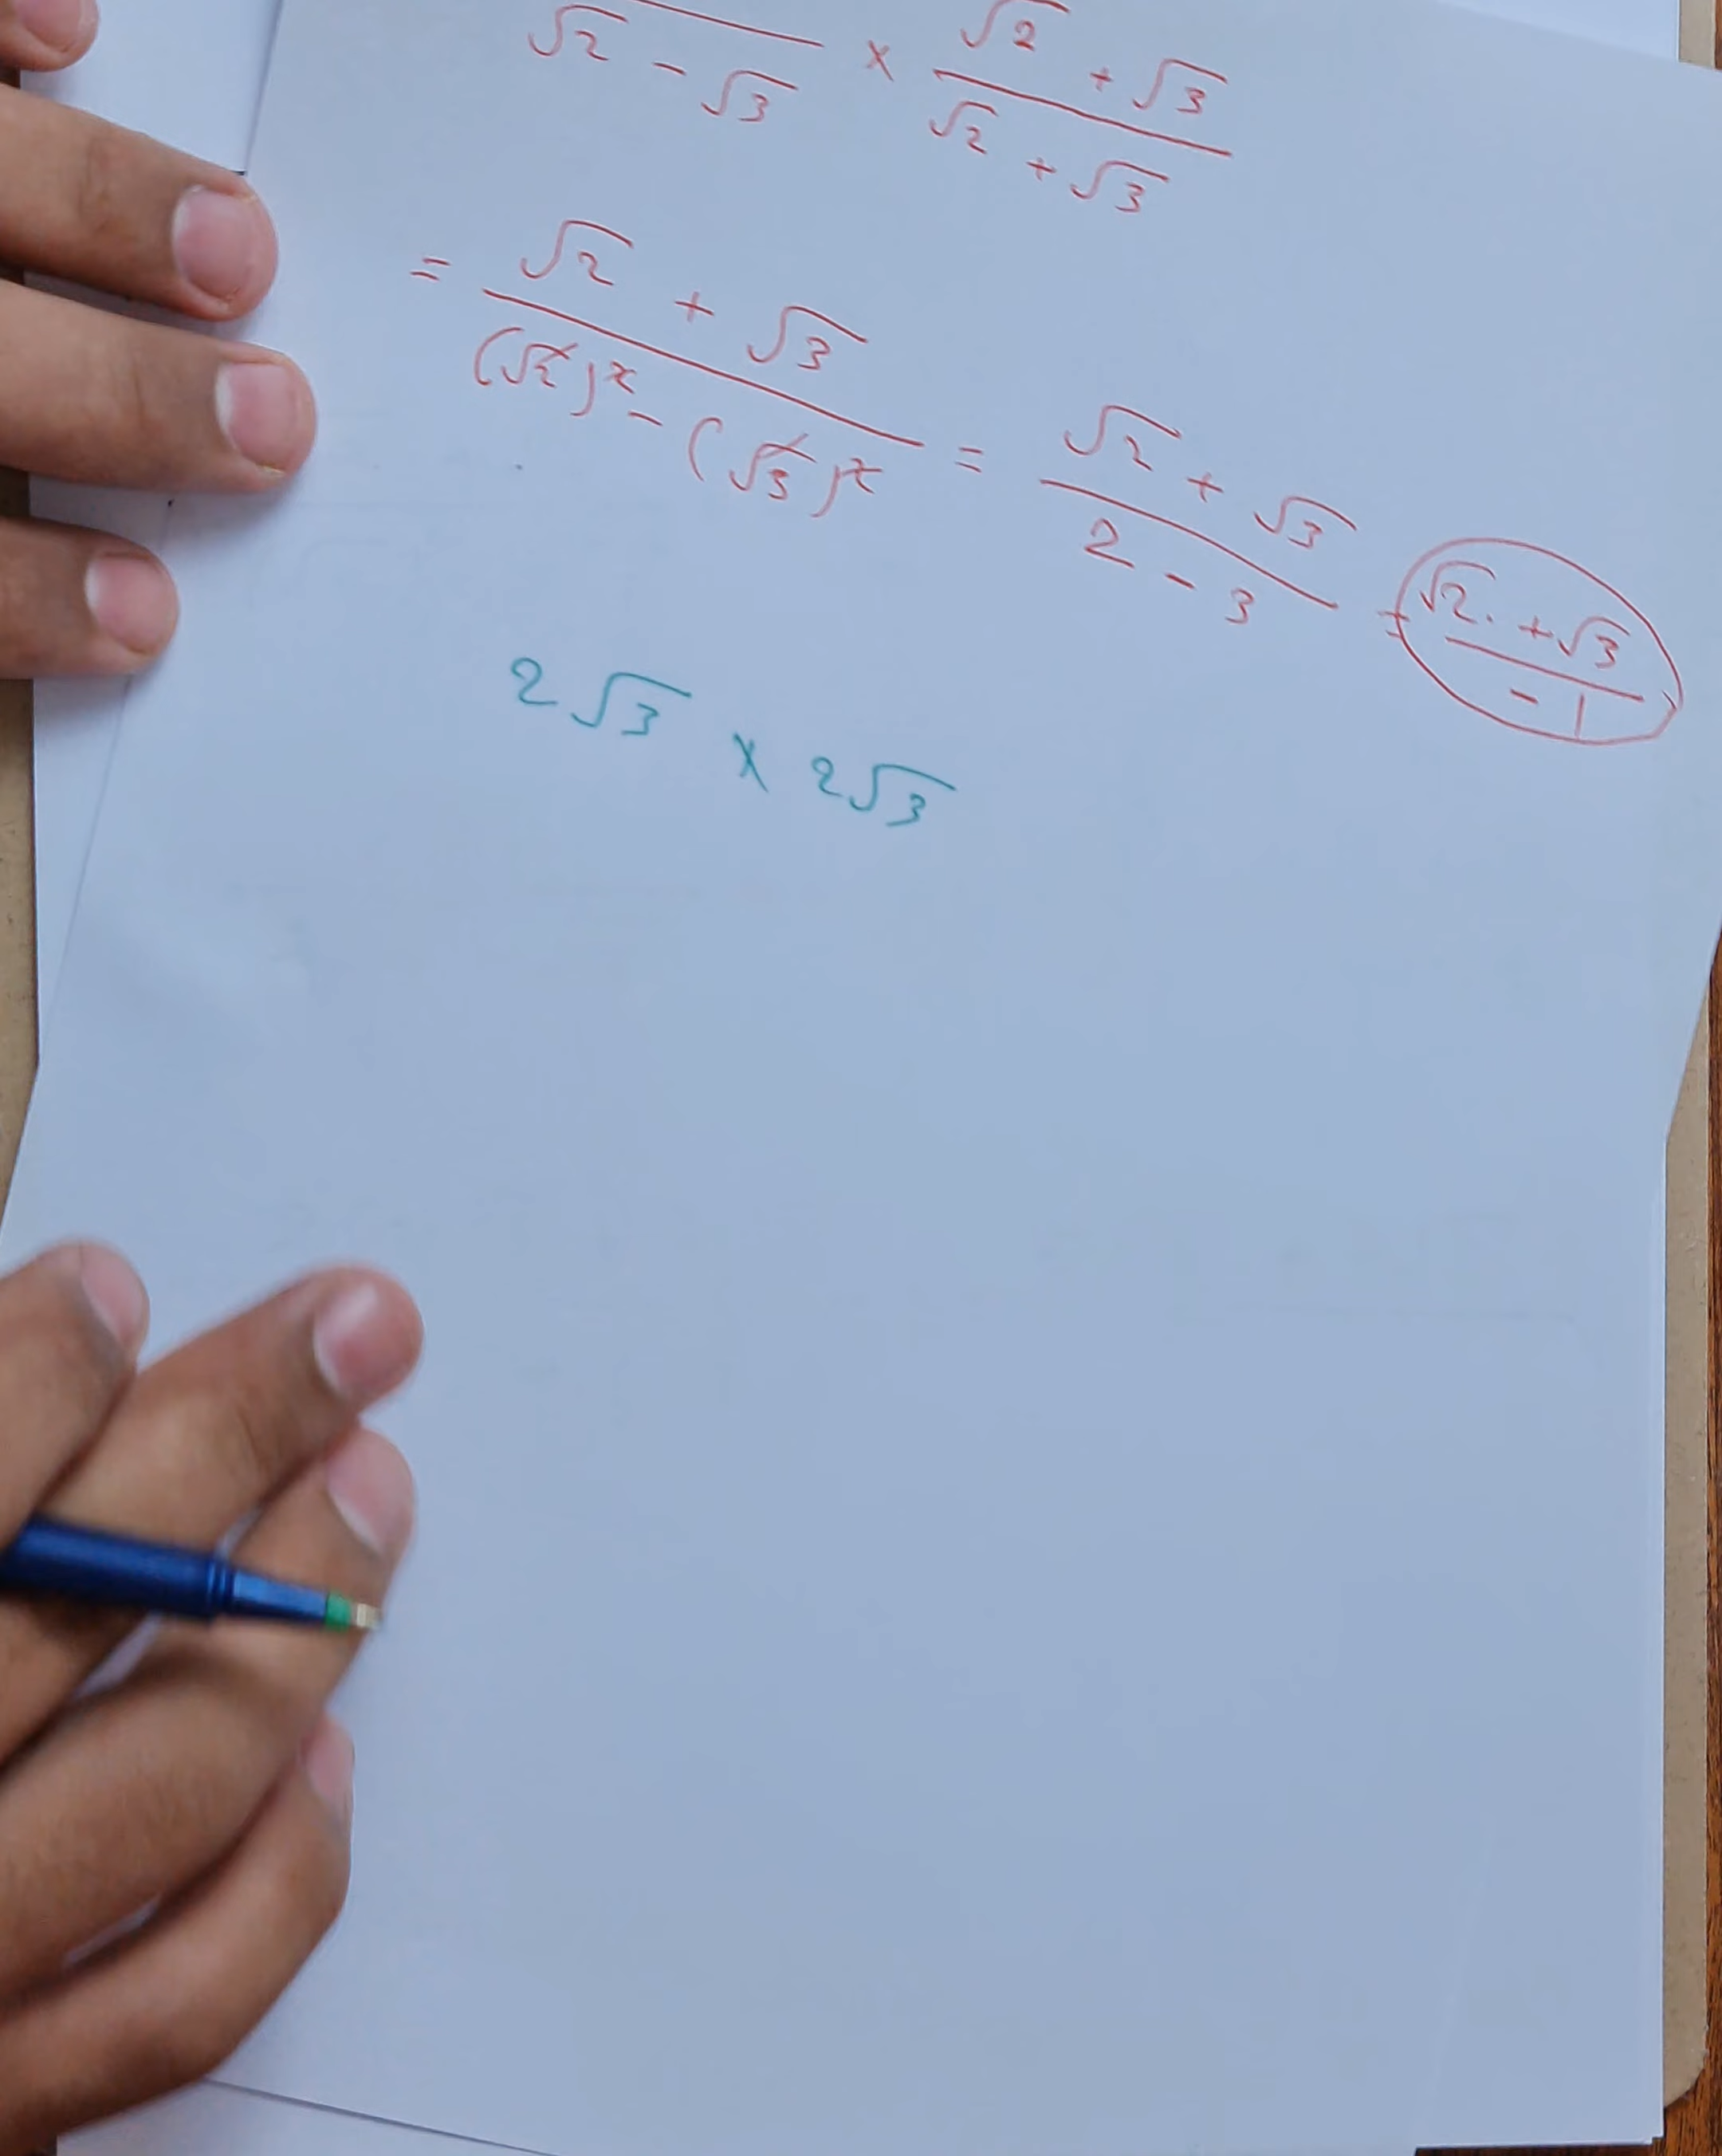 / √2 - √3 × (√2 + √3) / (√2 + √3)
= (√2 + √3) / ((√2)² - (√3)²) = (√2 + √3) / (2 - 3) = (√2 + √3) / (-1)
2√3 × 2√3